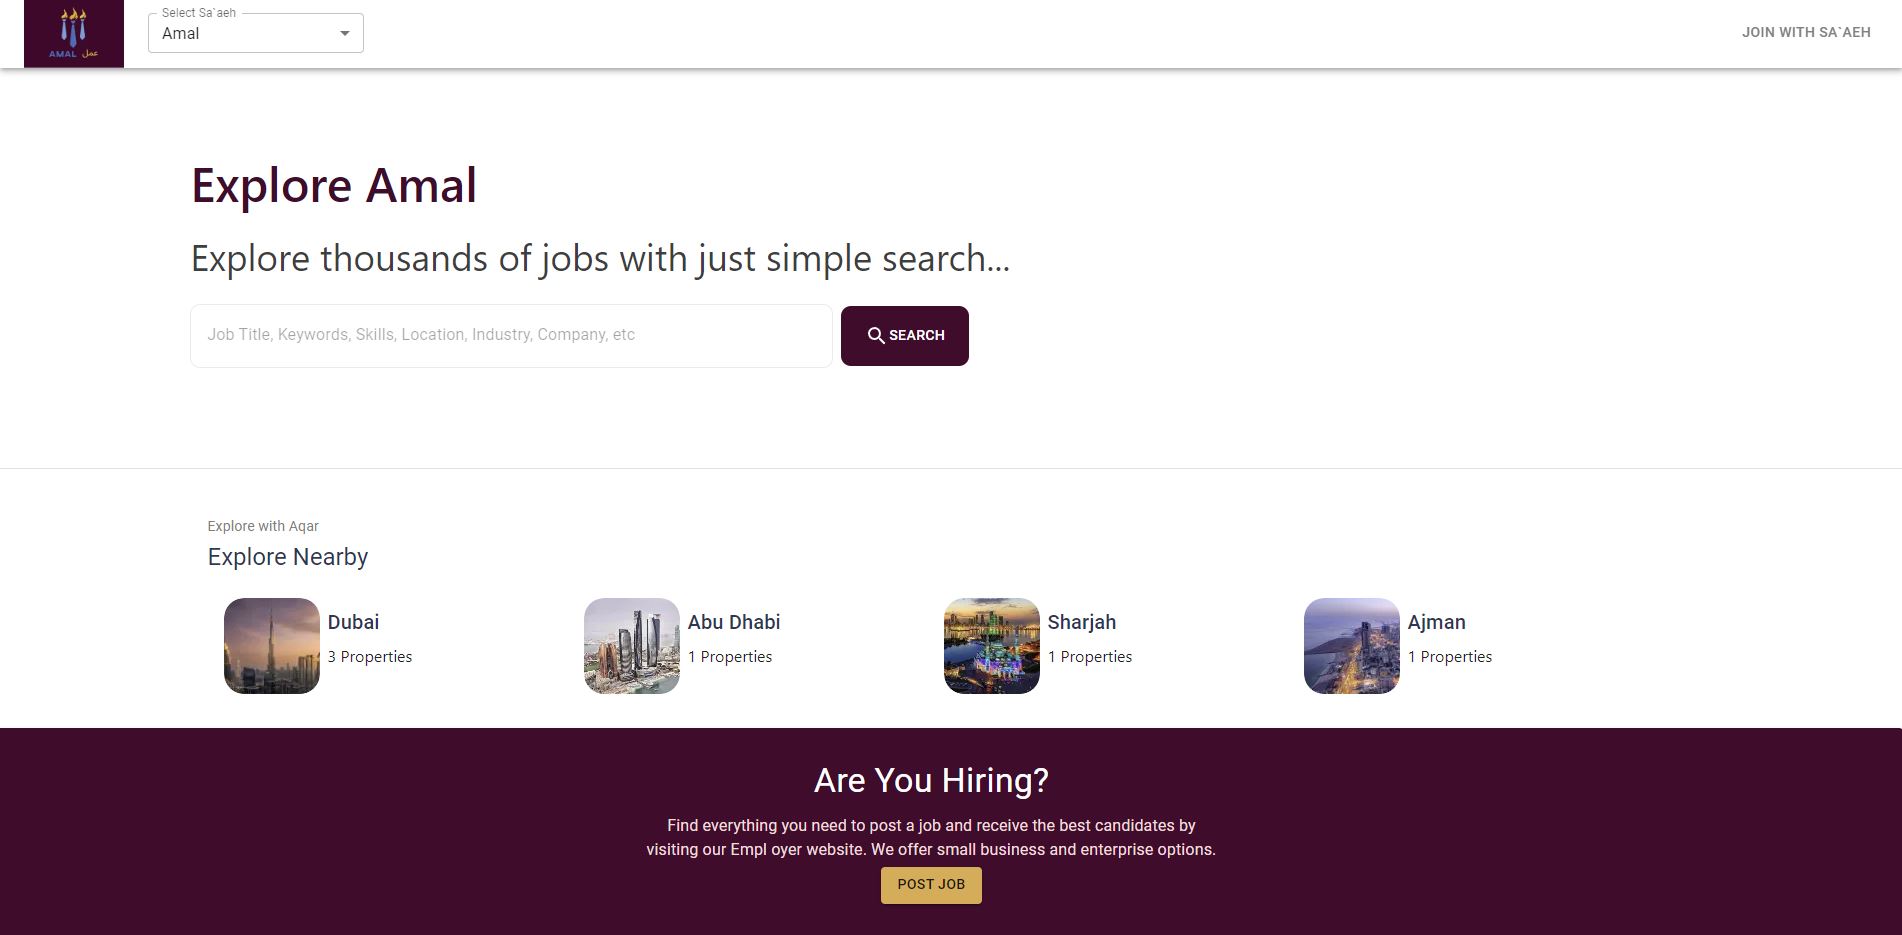 AMAL عمل
Select Sa`aeh
Amal
JOIN WITH SA`AEH
Explore Amal
Explore thousands of jobs with just simple search...
Job Title, Keywords, Skills, Location, Industry, Company, etc
SEARCH
Explore with Aqar
Explore Nearby
Dubai
3 Properties
Abu Dhabi
1 Properties
Sharjah
1 Properties
Ajman
1 Properties
Are You Hiring?
Find everything you need to post a job and receive the best candidates by
visiting our Empl oyer website. We offer small business and enterprise options.
POST JOB